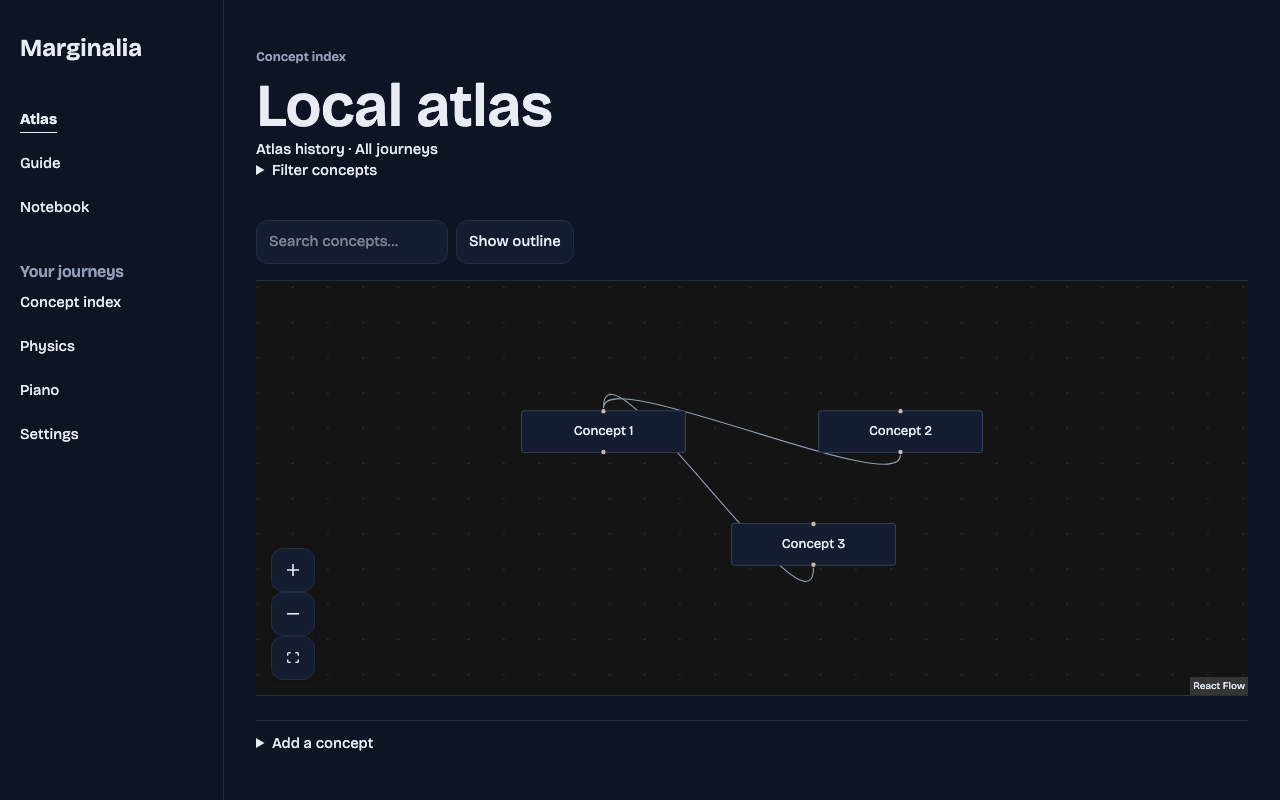 Marginalia
Atlas
Guide
Notebook
Your journeys
Concept index
Physics
Piano
Settings
Concept index
Local atlas
Atlas history · All journeys
Filter concepts
Search concepts...
Show outline
Concept 1
Concept 2
Concept 3
React Flow
Add a concept